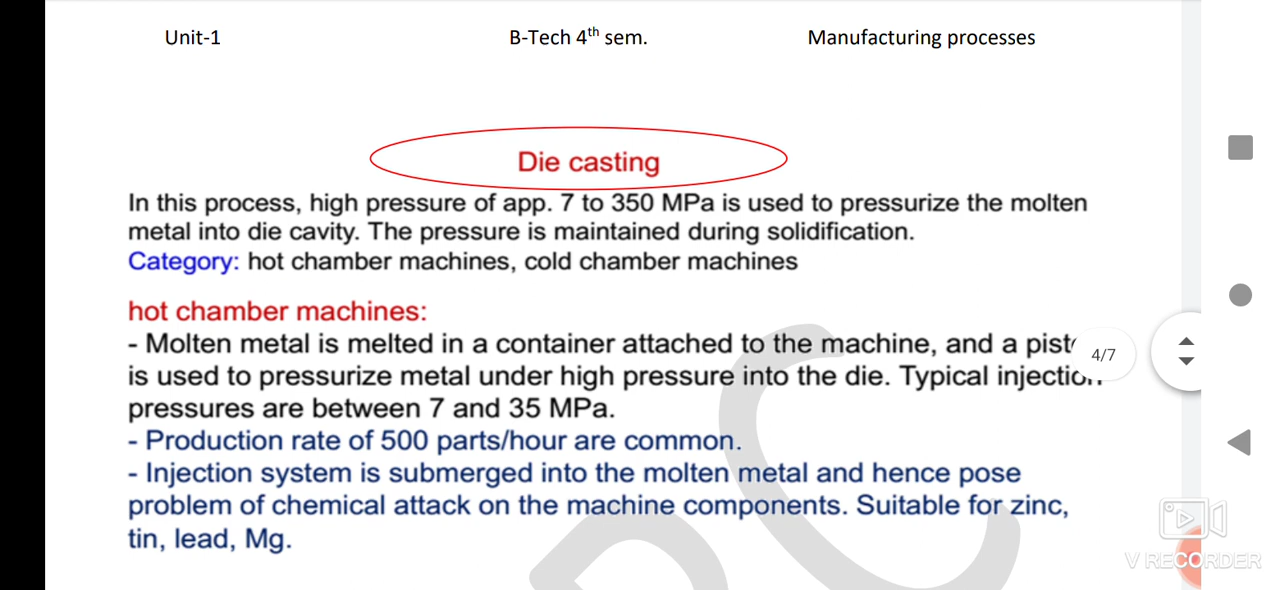 Unit-1 B-Tech 4th sem. Manufacturing processes
Die casting
In this process, high pressure of app. 7 to 350 MPa is used to pressurize the molten
metal into die cavity. The pressure is maintained during solidification.
Category: hot chamber machines, cold chamber machines
hot chamber machines:
- Molten metal is melted in a container attached to the machine, and a
4/7
is used to pressurize metal under high pressure into the die. Typical
pressures are between 7 and 35 MPa.
- Production rate of 500 parts/hour are common.
- Injection system is submerged into the molten metal and hence pose
problem of chemical attack on the machine components. Suitable for zinc,
tin, lead, Mg.
V RECORDER